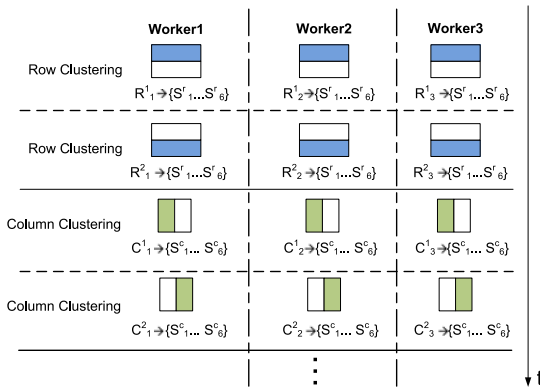 Worker1 Worker2 Worker3
Row Clustering
R¹₁→{Sʳ₁...Sʳ₆} R¹₂→{Sʳ₁...Sʳ₆} R¹₃→{Sʳ₁...Sʳ₆}
Row Clustering
R²₁→{Sʳ₁...Sʳ₆} R²₂→{Sʳ₁...Sʳ₆} R²₃→{Sʳ₁...Sʳ₆}
Column Clustering
C¹₁→{Sᶜ₁... Sᶜ₆} C¹₂→{Sᶜ₁... Sᶜ₆} C¹₃→{Sᶜ₁... Sᶜ₆}
Column Clustering
C²₁→{Sᶜ₁... Sᶜ₆} C²₂→{Sᶜ₁... Sᶜ₆} C²₃→{Sᶜ₁... Sᶜ₆}
t